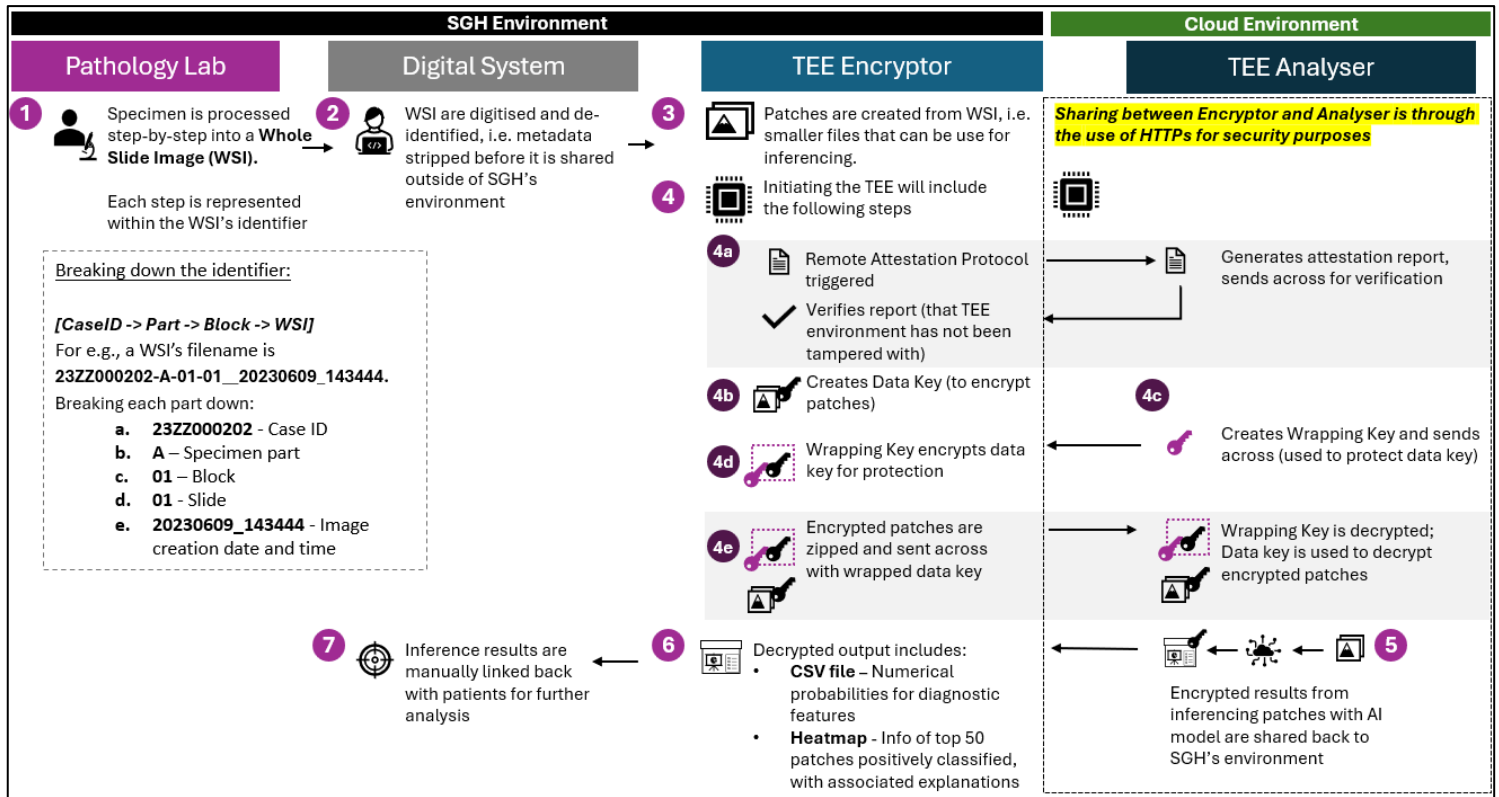 SGH Environment
Cloud Environment
Pathology Lab
Digital System
TEE Encryptor
TEE Analyser
1
Specimen is processed
step-by-step into a Whole
Slide Image (WSI).
Each step is represented
within the WSI's identifier
2
WSI are digitised and de-
identified, i.e. metadata
stripped before it is shared
outside of SGH's
environment
3
Patches are created from WSI, i.e.
smaller files that can be use for
inferencing.
Sharing between Encryptor and Analyser is through
the use of HTTPs for security purposes
4
Initiating the TEE will include
the following steps
Breaking down the identifier:
[CaseID -> Part -> Block -> WSI]
For e.g., a WSI's filename is
23ZZ000202-A-01-01__20230609_143444.
Breaking each part down:
a. 23ZZ000202 - Case ID
b. A – Specimen part
c. 01 – Block
d. 01 - Slide
e. 20230609_143444 - Image
creation date and time
4a
Remote Attestation Protocol
triggered
Verifies report (that TEE
environment has not been
tampered with)
Generates attestation report,
sends across for verification
4b
Creates Data Key (to encrypt
patches)
4c
Creates Wrapping Key and sends
across (used to protect data key)
4d
Wrapping Key encrypts data
key for protection
4e
Encrypted patches are
zipped and sent across
with wrapped data key
Wrapping Key is decrypted;
Data key is used to decrypt
encrypted patches
5
Encrypted results from
inferencing patches with AI
model are shared back to
SGH's environment
6
Decrypted output includes:
• CSV file – Numerical
probabilities for diagnostic
features
• Heatmap - Info of top 50
patches positively classified,
with associated explanations
7
Inference results are
manually linked back
with patients for further
analysis